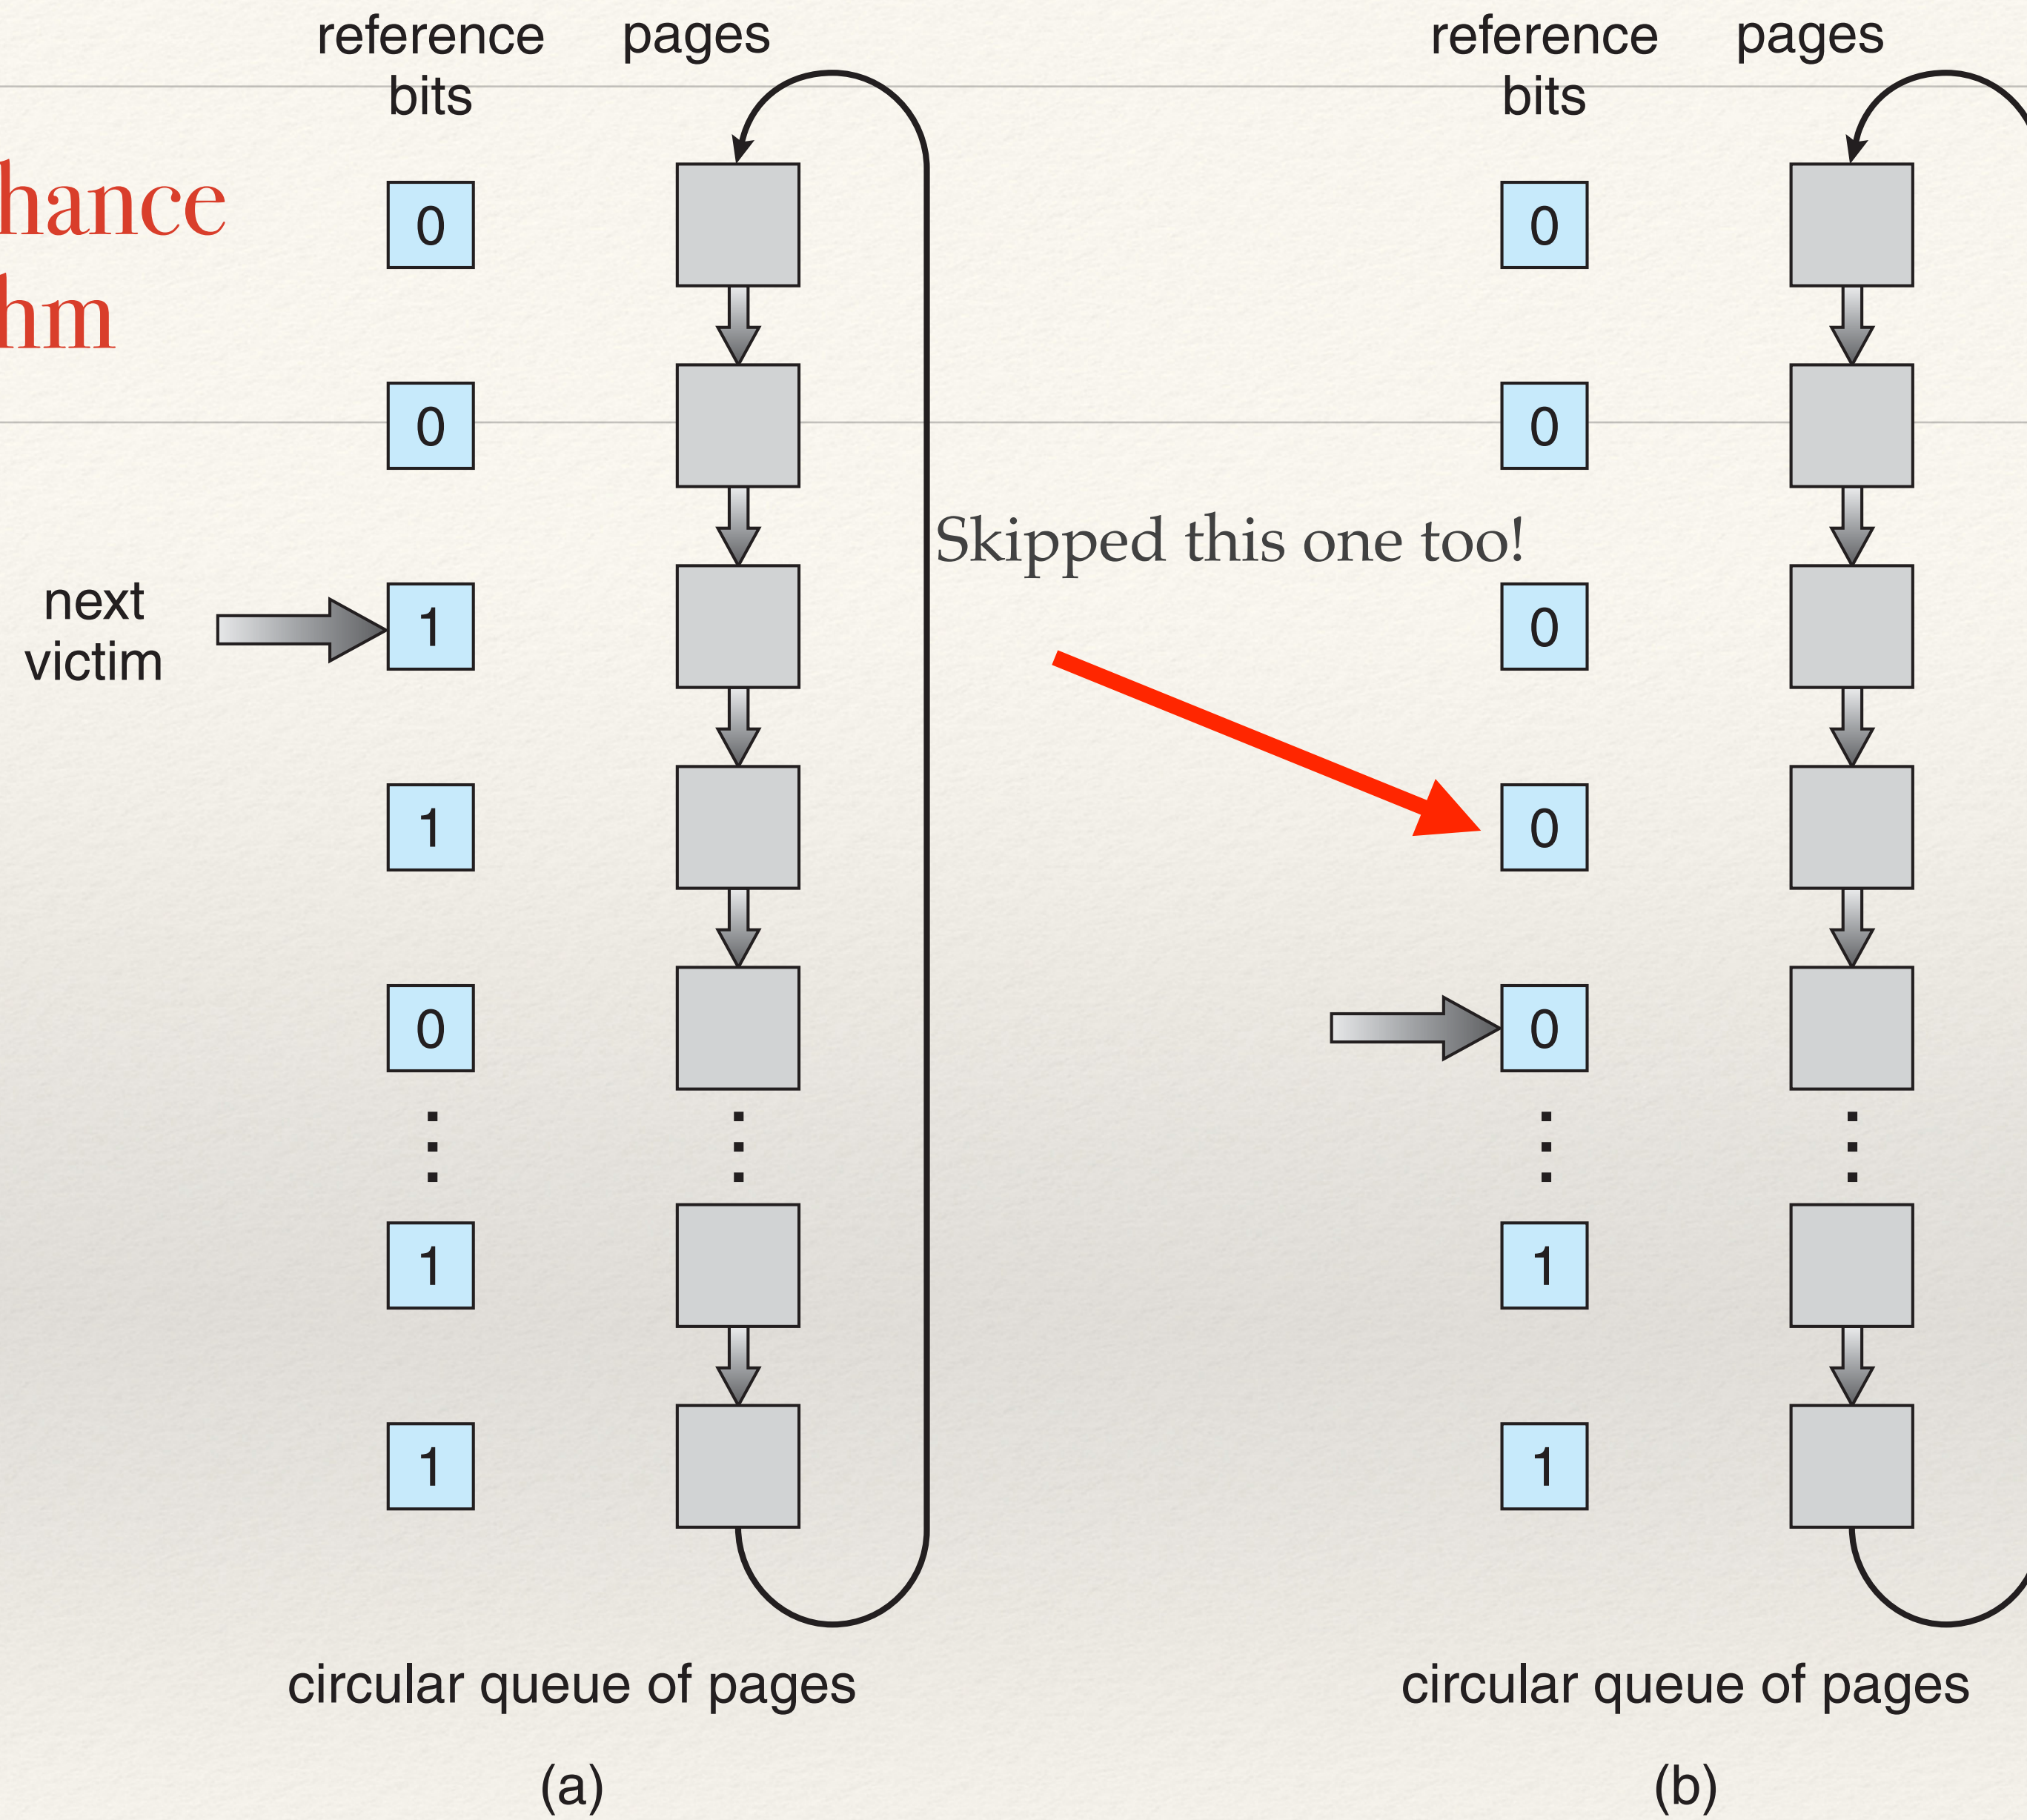 reference
bits
pages
reference
bits
pages
hance
hm
0
0
0
0
Skipped this one too!
next
victim
1
0
1
0
0
0
1
1
1
1
circular queue of pages
circular queue of pages
(a)
(b)